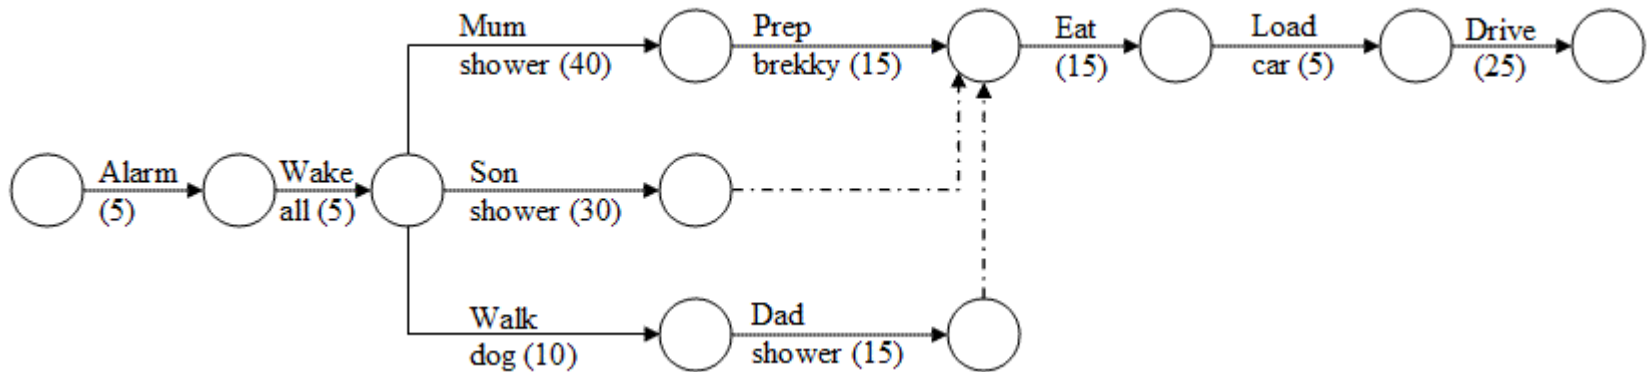 Mum
shower (40)
Prep
brekky (15)
Eat
(15)
Load
car (5)
Drive
(25)
Alarm
(5)
Wake
all (5)
Son
shower (30)
Walk
dog (10)
Dad
shower (15)